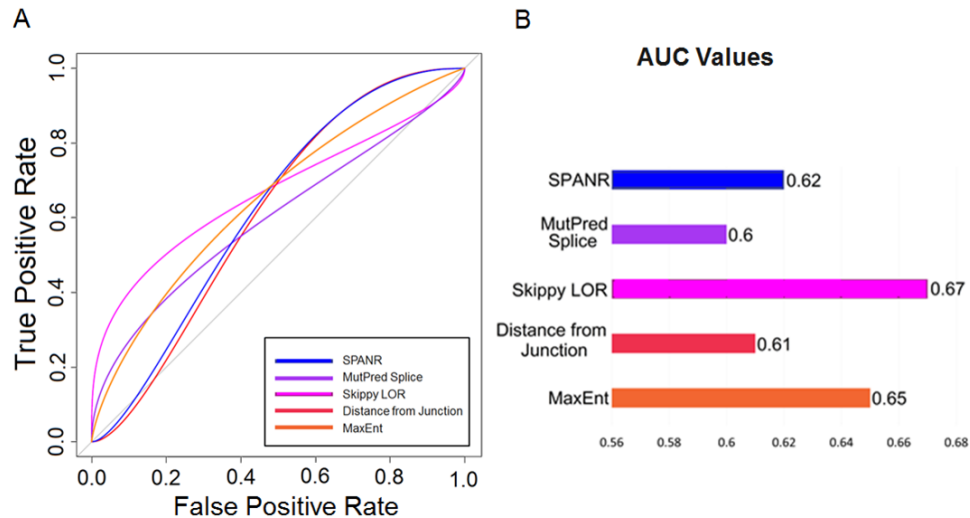 A
True Positive Rate
1.0
0.8
0.6
0.4
0.2
0.0
0.0 0.2 0.4 0.6 0.8 1.0
False Positive Rate
SPANR
MutPred Splice
Skippy LOR
Distance from Junction
MaxEnt
B
AUC Values
SPANR 0.62
MutPred
Splice 0.6
Skippy LOR 0.67
Distance from
Junction 0.61
MaxEnt 0.65
0.56 0.58 0.6 0.62 0.64 0.66 0.68